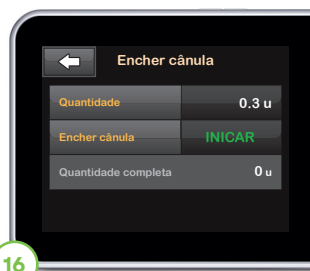 Encher cânula
Quantidade 0.3 u
Encher cânula INICAR
Quantidade completa 0 u
16